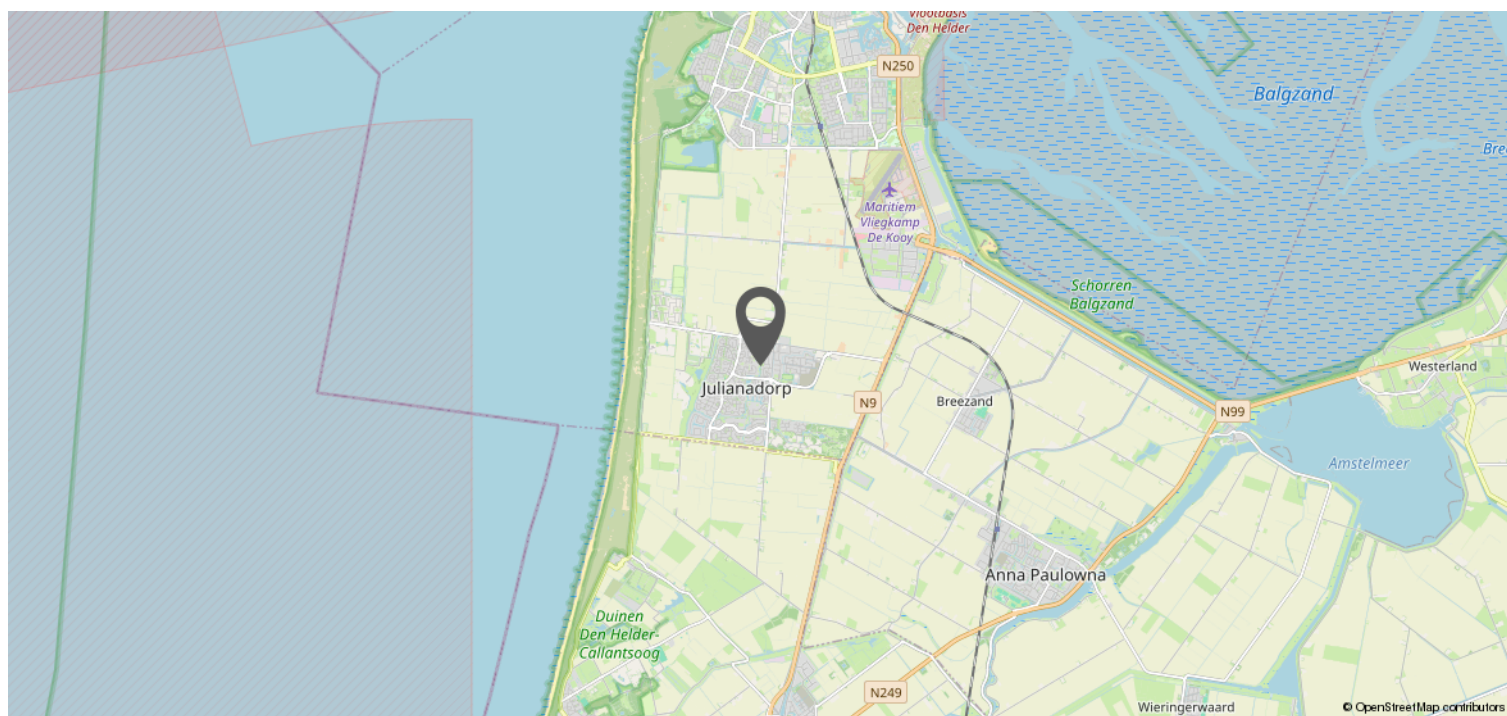 Vlootbasis
Den Helder
N250
Balgzand
Maritiem
Vliegkamp
De Kooy
Schorren
Balgzand
Westerland
Julianadorp
N9
Breezand
N99
Amstelmeer
Anna Paulowna
Duinen
Den Helder-
Callantsoog
N249
Wieringerwaard
© OpenStreetMap contributors